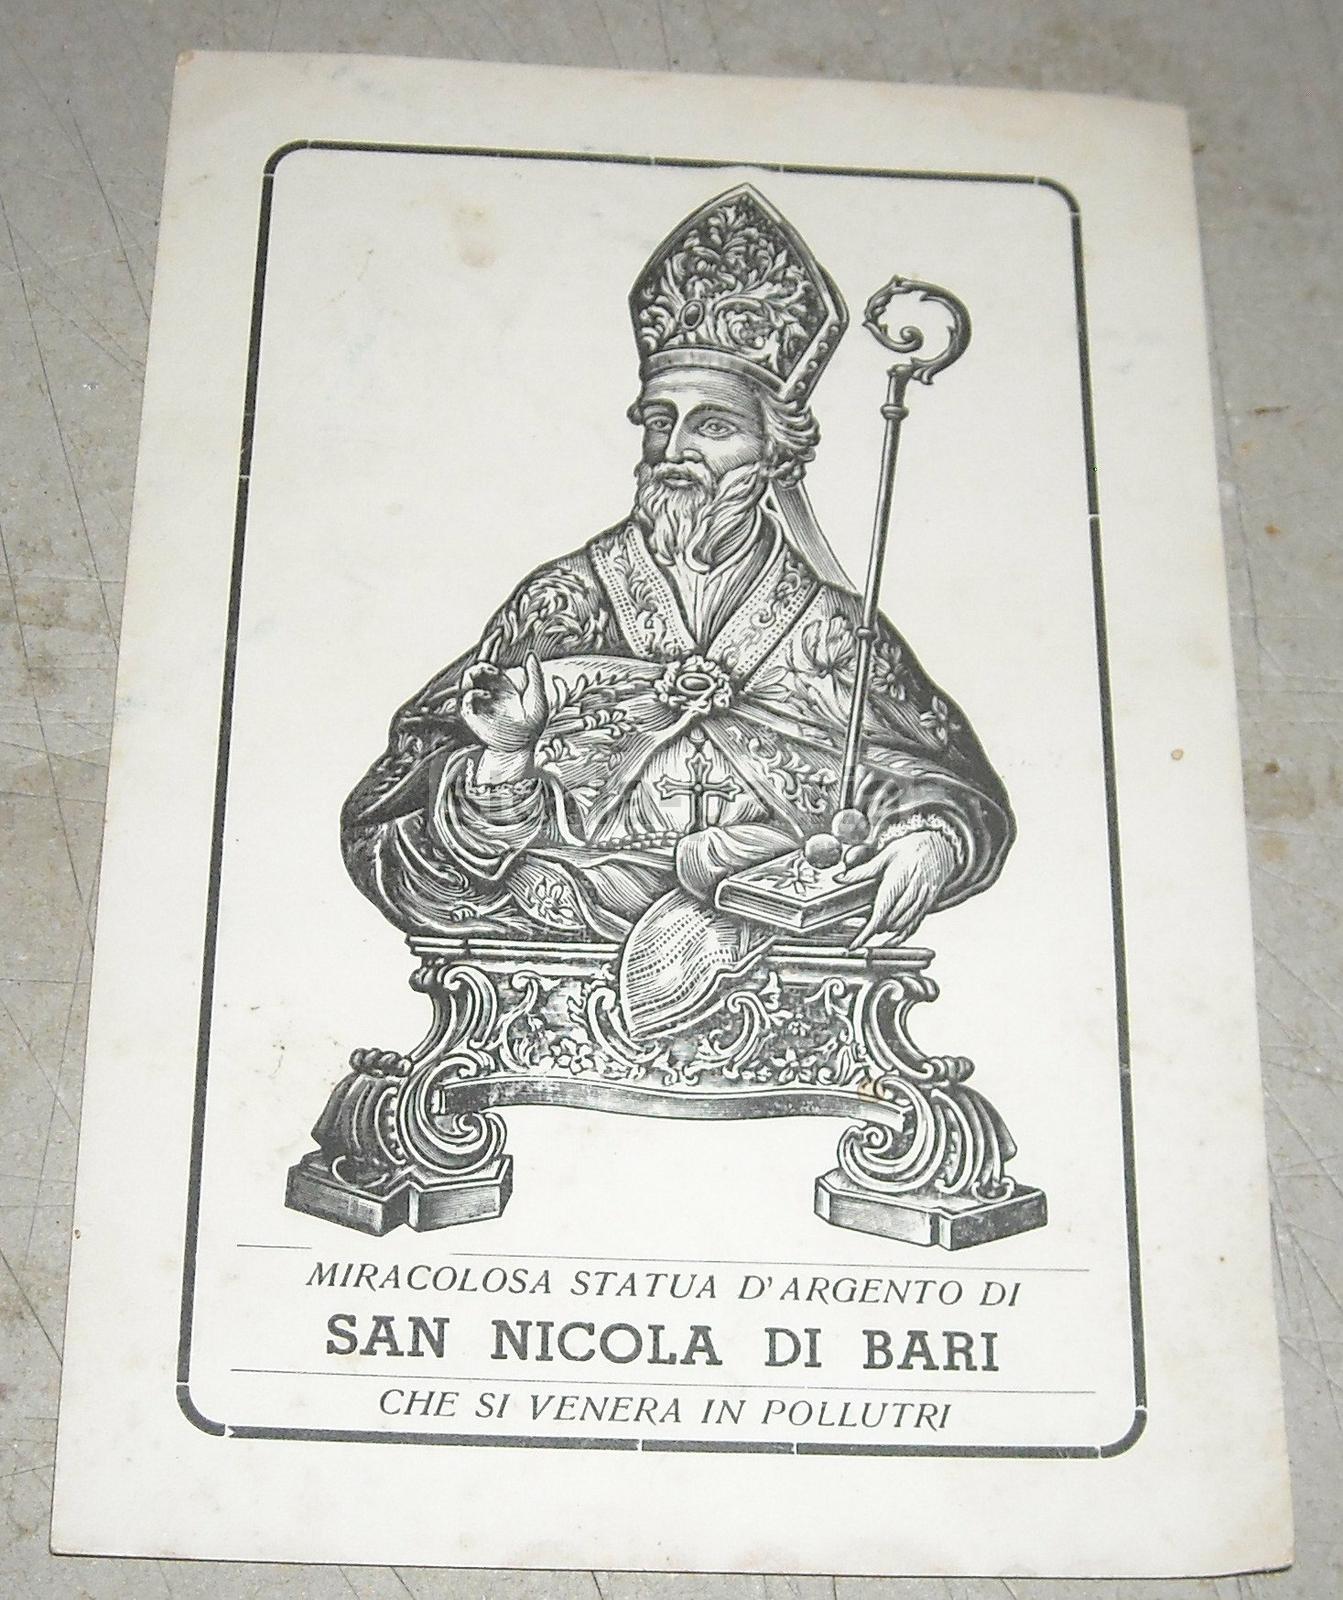 MIRACOLOSA STATUA D'ARGENTO DI
SAN NICOLA DI BARI
CHE SI VENERA IN POLLUTRI